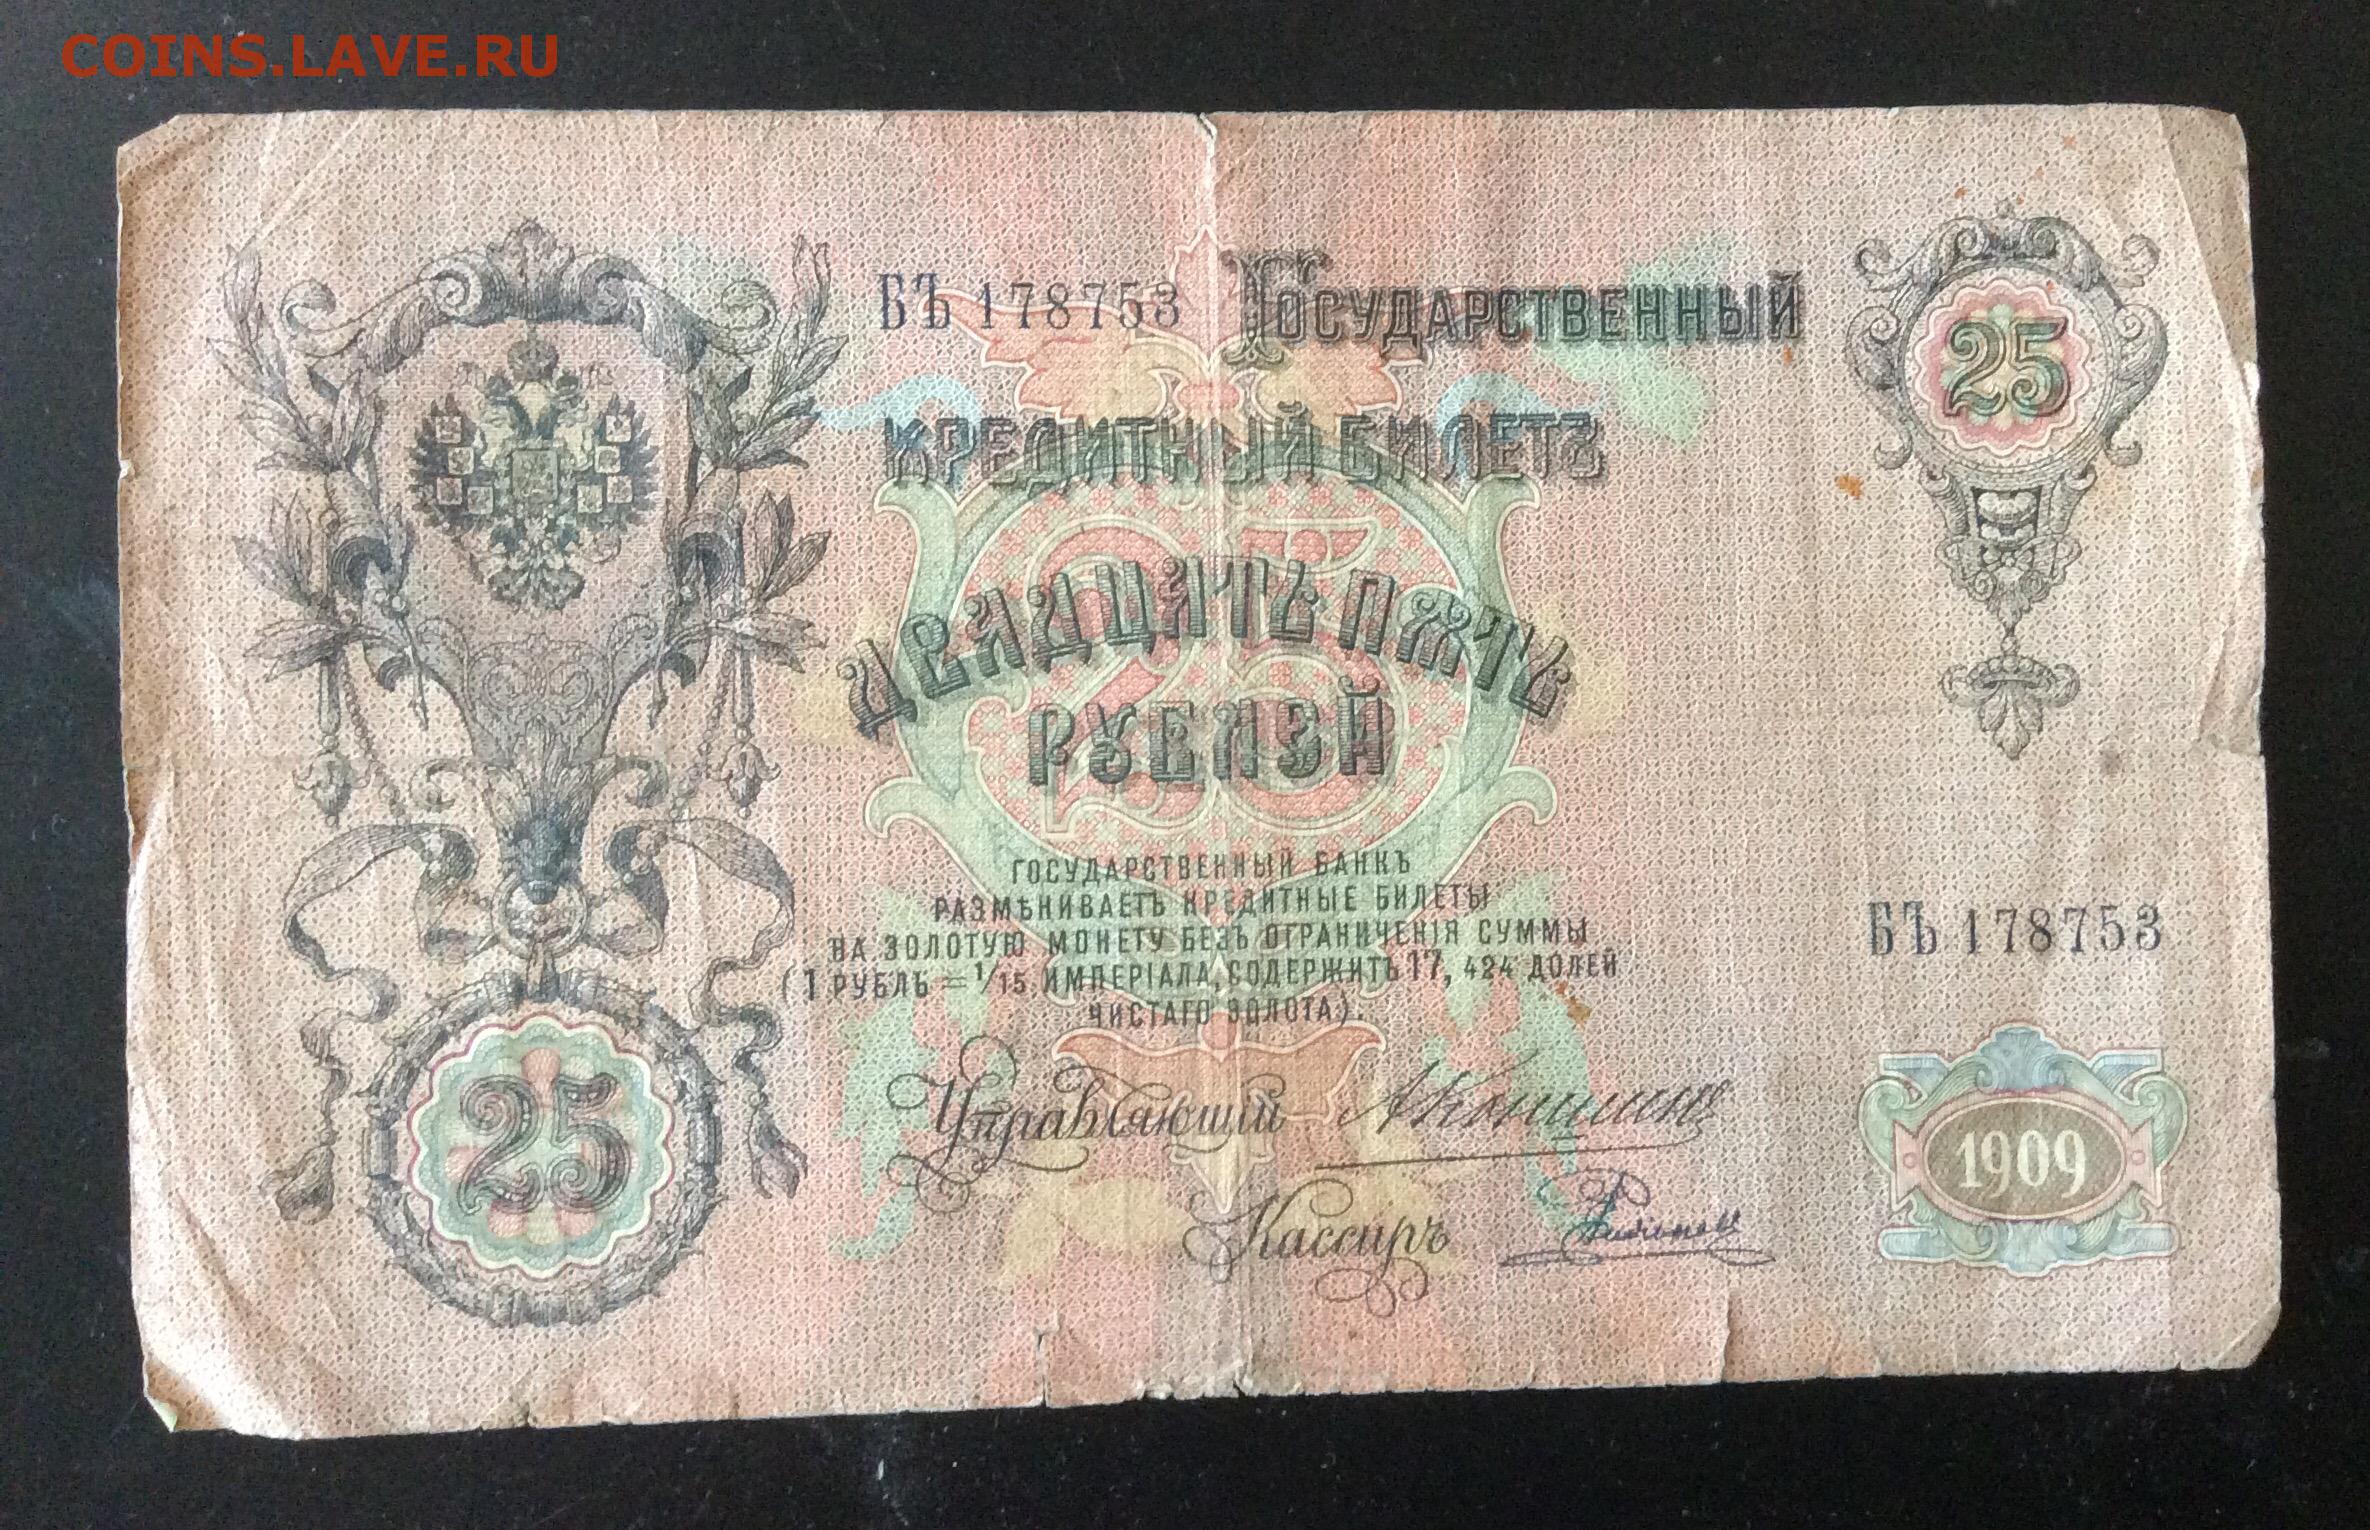 COINS.LAVE.RU
БЪ 178753 ГОСУДАРСТВЕННЫЙ
25
КРЕДИТНЫЙ БИЛЕТЪ
ДВАДЦАТЬ ПЯТЬ
РУБЛЕЙ
ГОСУДАРСТВЕННЫЙ БАНКЪ
РАЗМѢНИВАЕТЪ КРЕДИТНЫЕ БИЛЕТЫ
НА ЗОЛОТУЮ МОНЕТУ БЕЗЪ ОГРАНИЧЕНІЯ СУММЫ
(1 РУБЛЬ = 1/15 ИМПЕРІАЛА, СОДЕРЖИТЪ 17,424 ДОЛЕЙ
ЧИСТАГО ЗОЛОТА).
БЪ 178753
25
Управляющій АКоншинъ
Кассиръ
1909